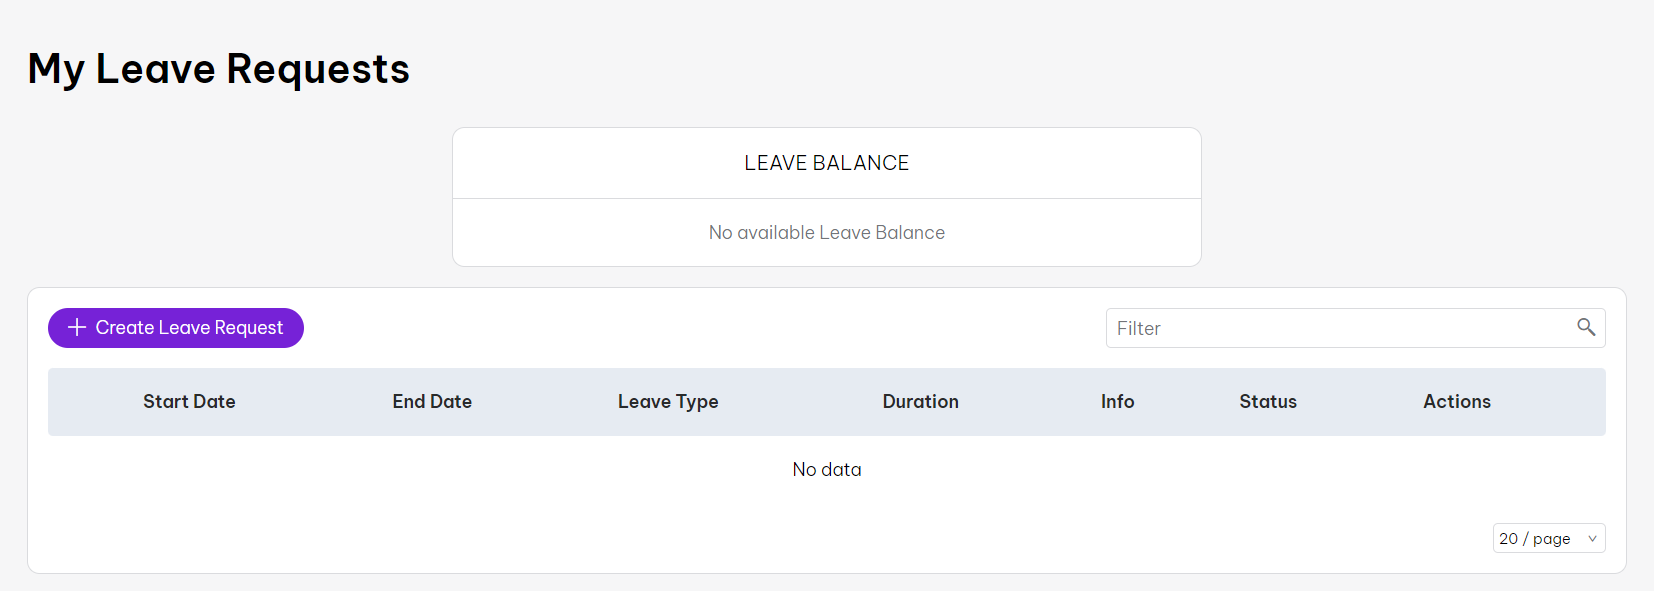 My Leave Requests
LEAVE BALANCE
No available Leave Balance
Create Leave Request
Filter
Start Date End Date Leave Type Duration Info Status Actions
No data
20 / page